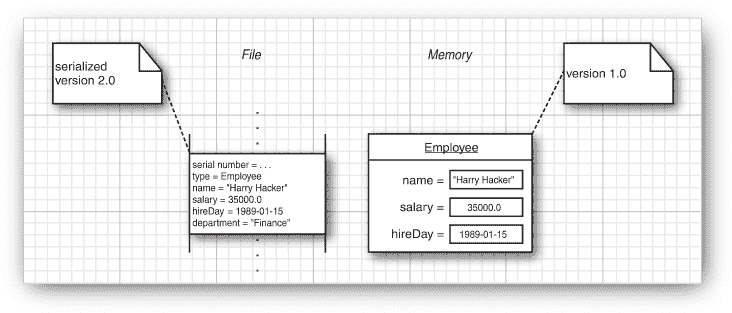 serialized
version 2.0
File
Memory
version 1.0
serial number = . . .
type = Employee
name = "Harry Hacker"
salary = 35000.0
hireDay = 1989-01-15
department = "Finance"
Employee
name = "Harry Hacker"
salary = 35000.0
hireDay = 1989-01-15